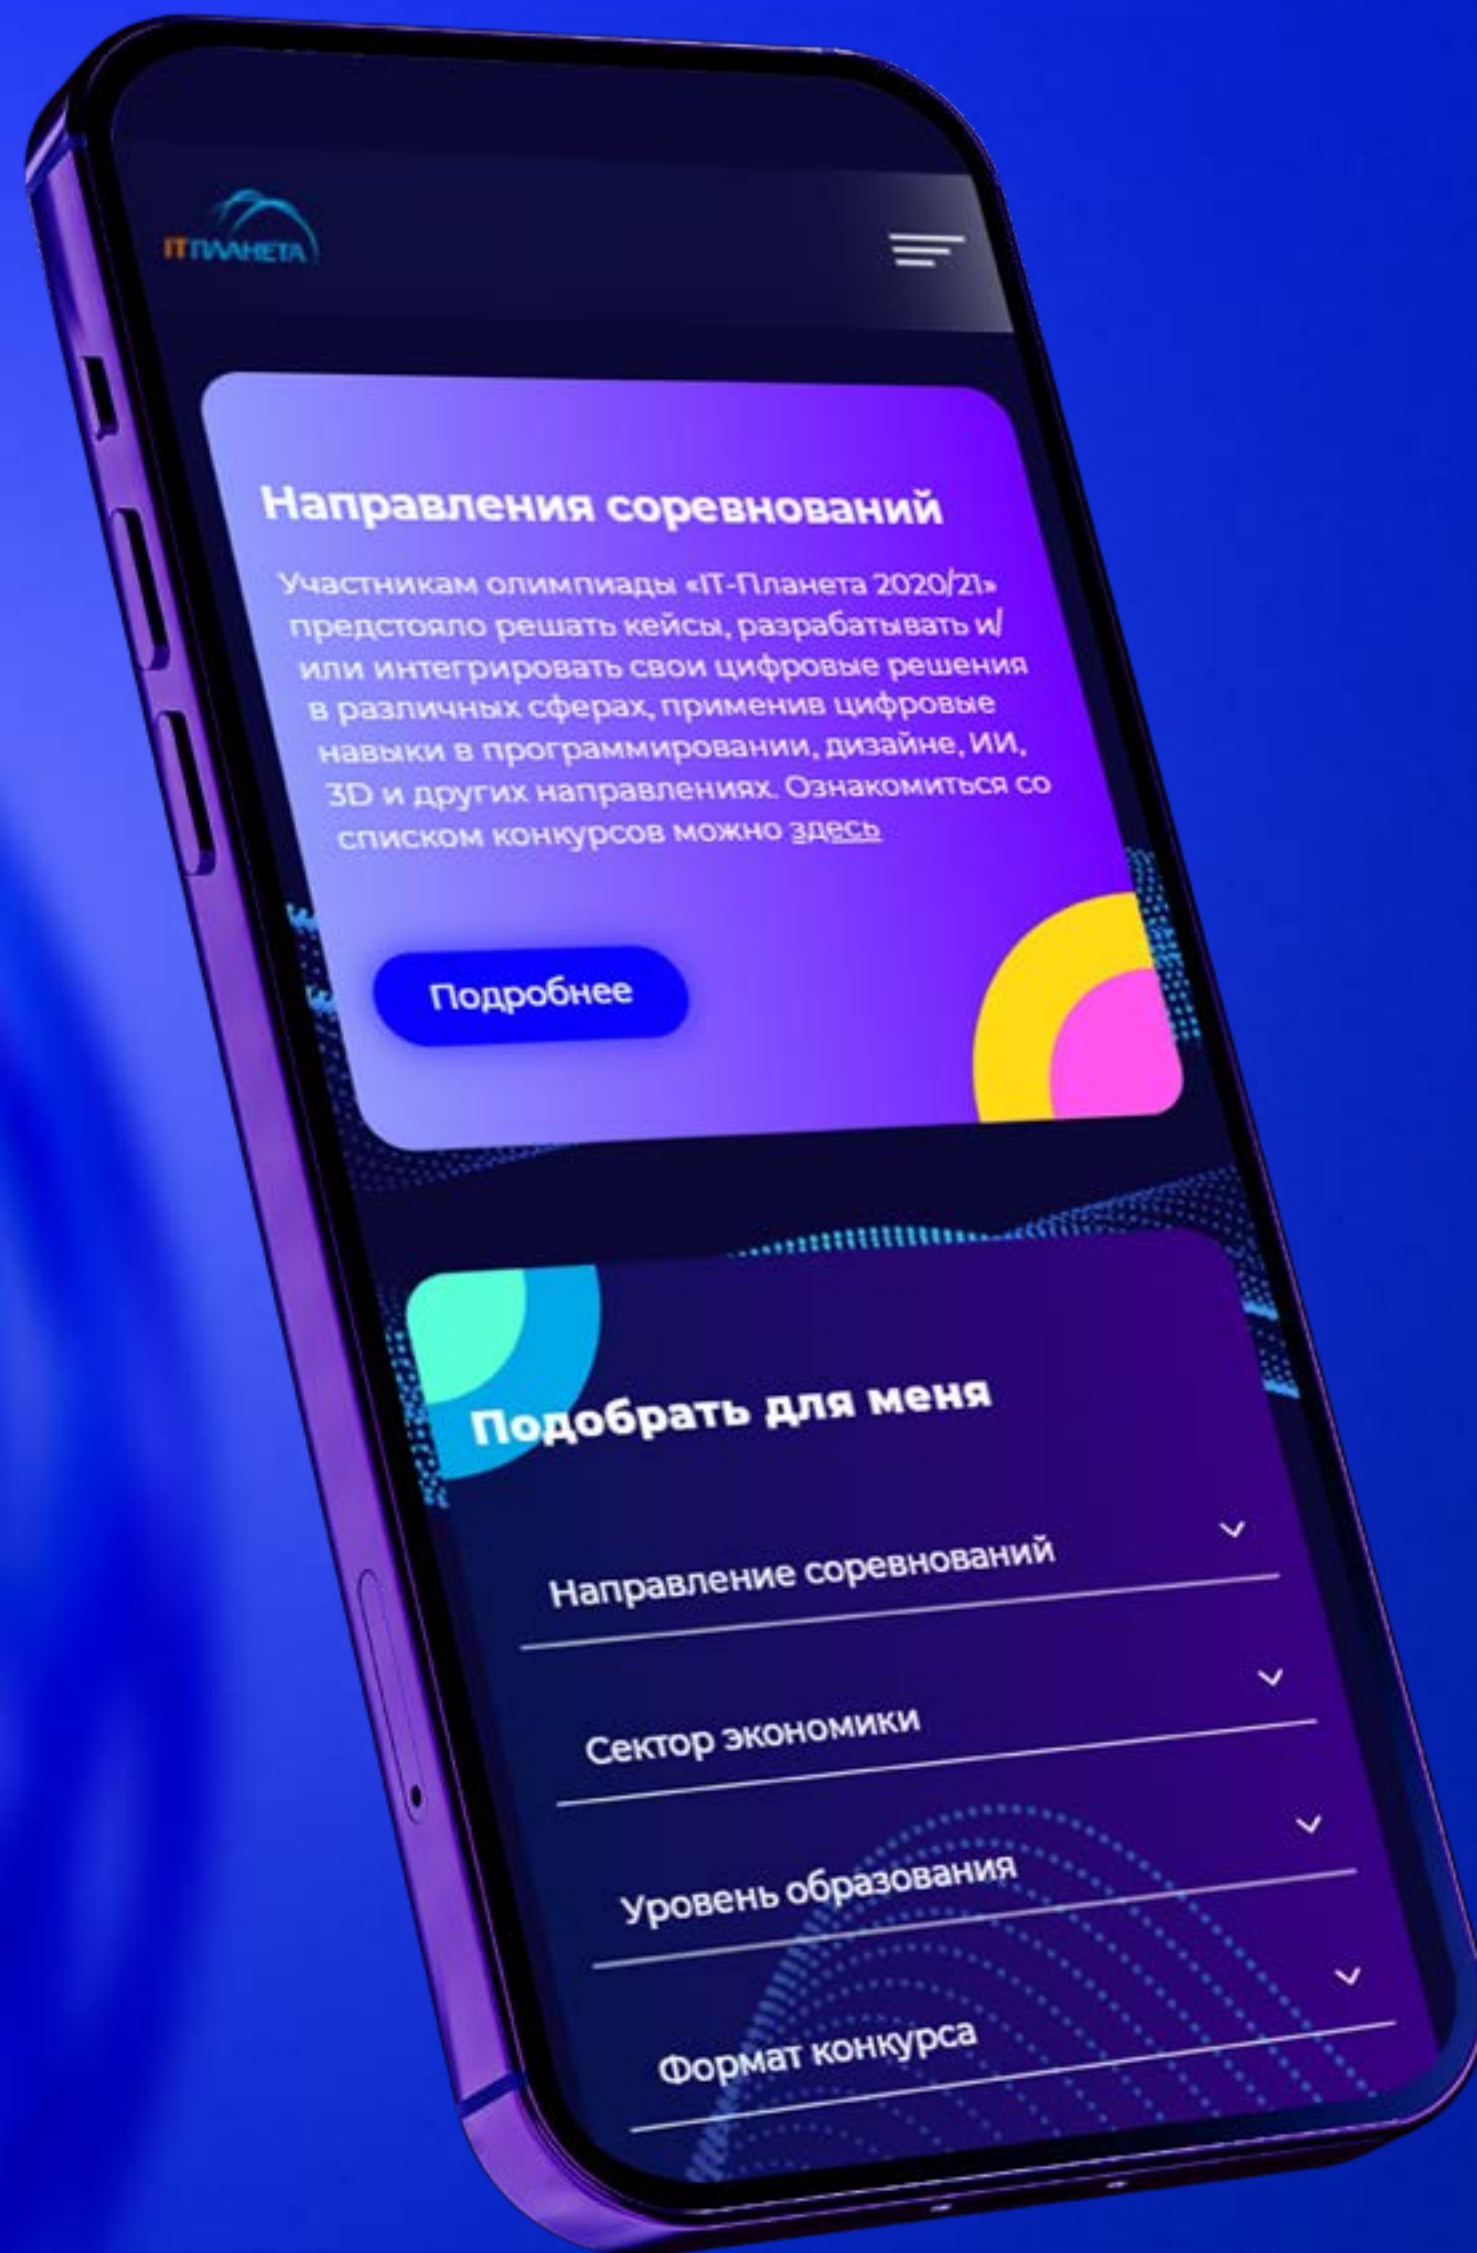 IT ПЛАНЕТА
Направления соревнований
Участникам олимпиады «IT-Планета 2020/21»
предстояло решать кейсы, разрабатывать и/
или интегрировать свои цифровые решения
в различных сферах, применив цифровые
навыки в программировании, дизайне, ИИ,
3D и других направлениях. Ознакомиться со
списком конкурсов можно здесь
Подробнее
Подобрать для меня
Направление соревнований
Сектор экономики
Уровень образования
Формат конкурса